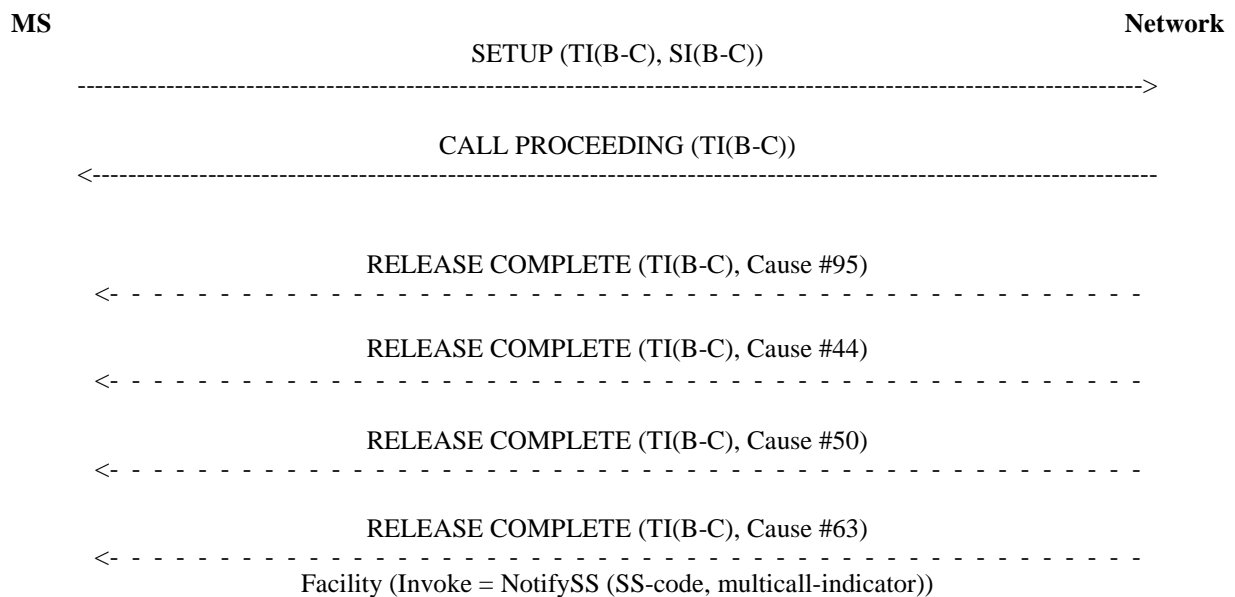 MS Network
SETUP (TI(B-C), SI(B-C))
--------------------------------------------------------------------------------------------------------------------->
CALL PROCEEDING (TI(B-C))
<---------------------------------------------------------------------------------------------------------------------
RELEASE COMPLETE (TI(B-C), Cause #95)
<- - - - - - - - - - - - - - - - - - - - - - - - - - - - - - - - - - - - - - - - - - - - - - - -
RELEASE COMPLETE (TI(B-C), Cause #44)
<- - - - - - - - - - - - - - - - - - - - - - - - - - - - - - - - - - - - - - - - - - - - - - - -
RELEASE COMPLETE (TI(B-C), Cause #50)
<- - - - - - - - - - - - - - - - - - - - - - - - - - - - - - - - - - - - - - - - - - - - - - - -
RELEASE COMPLETE (TI(B-C), Cause #63)
<- - - - - - - - - - - - - - - - - - - - - - - - - - - - - - - - - - - - - - - - - - - - - - - -
Facility (Invoke = NotifySS (SS-code, multicall-indicator))